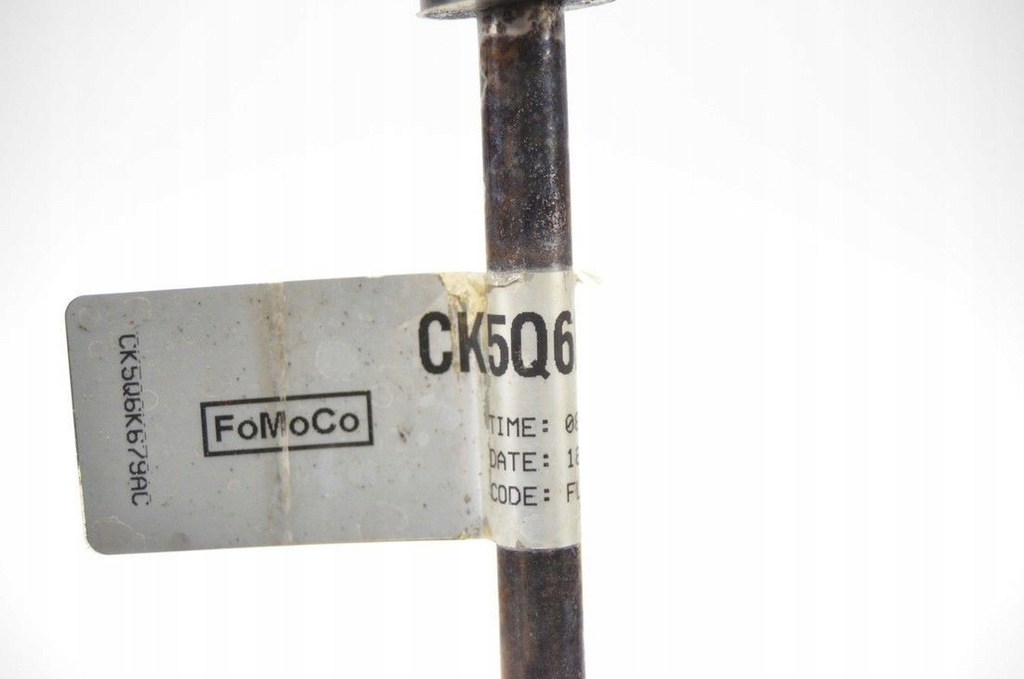 CK5Q6K679AC
FoMoCo
CK5Q6
TIME:
DATE:
CODE: